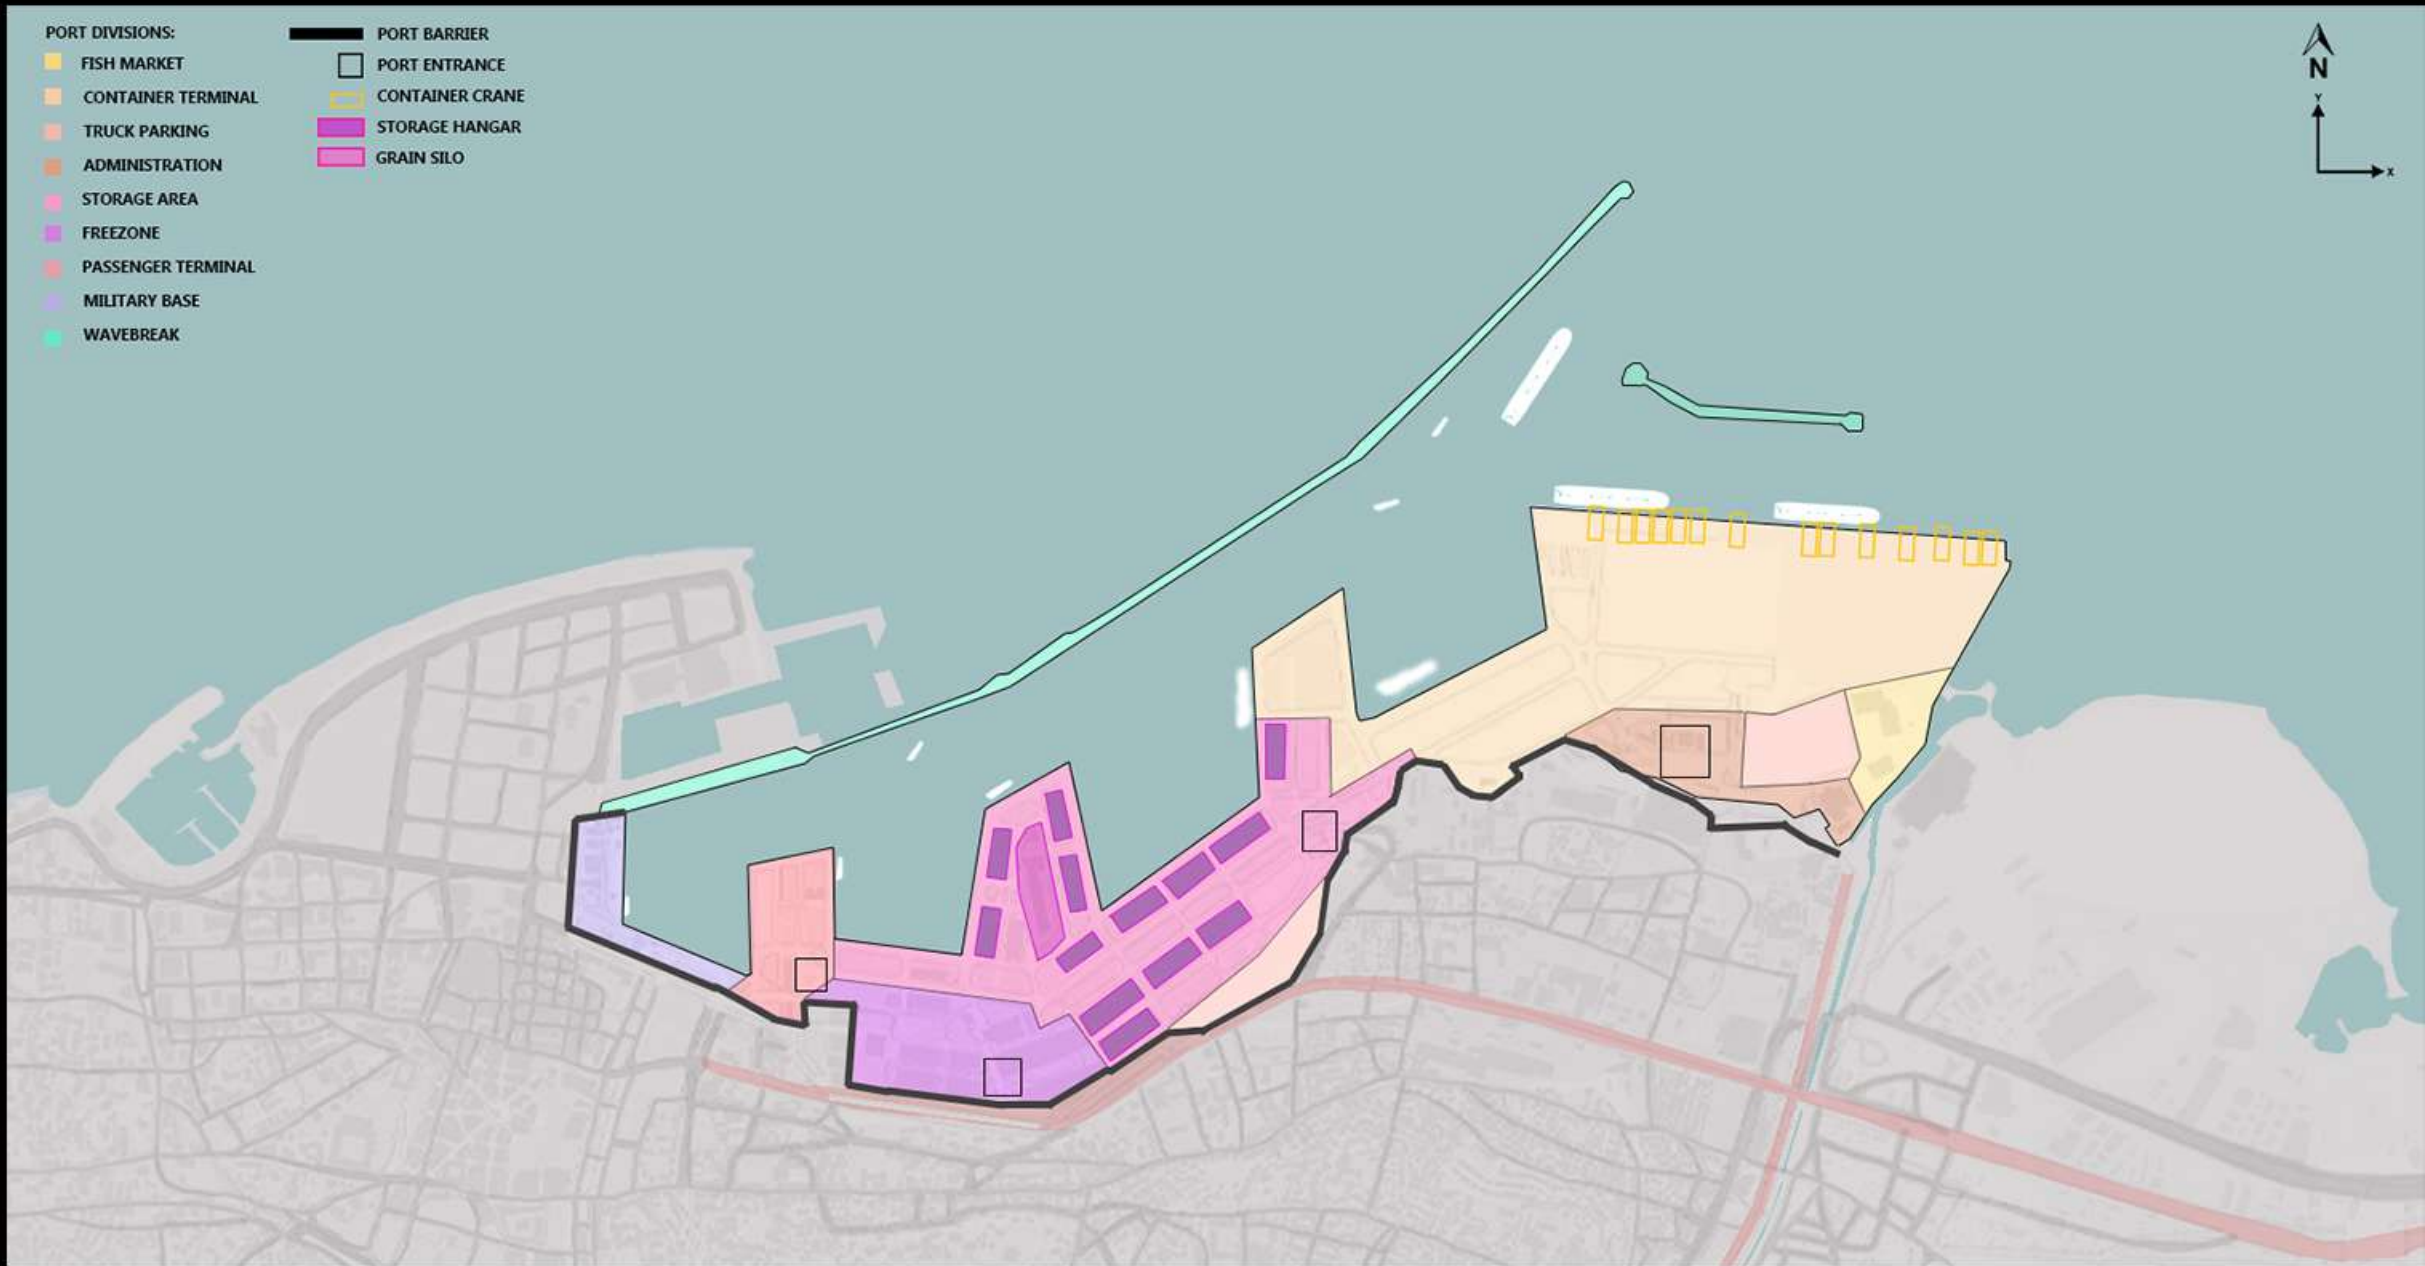 PORT DIVISIONS:
FISH MARKET
CONTAINER TERMINAL
TRUCK PARKING
ADMINISTRATION
STORAGE AREA
FREEZONE
PASSENGER TERMINAL
MILITARY BASE
WAVEBREAK
PORT BARRIER
PORT ENTRANCE
CONTAINER CRANE
STORAGE HANGAR
GRAIN SILO
N
Y
X